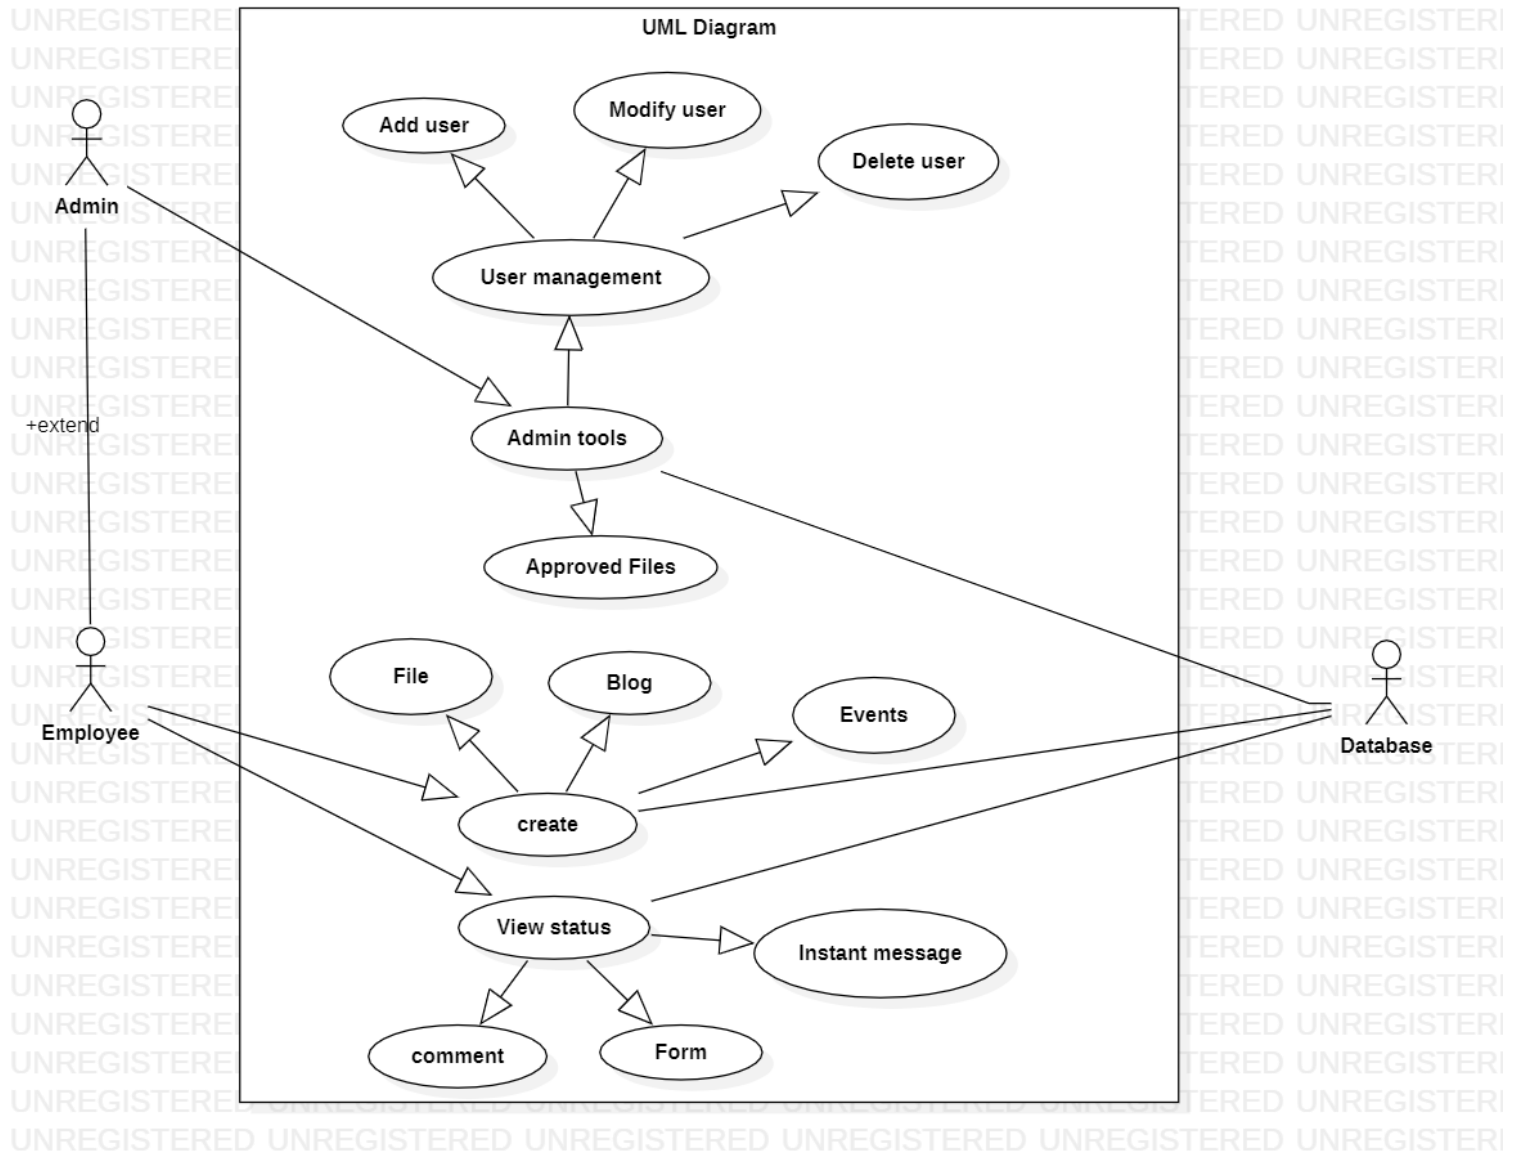 UML Diagram
Add user
Modify user
Delete user
Admin
User management
+extend
Admin tools
Approved Files
File
Blog
Events
Employee
Database
create
View status
Instant message
comment
Form
UNREGISTERED UNREGISTERED UNREGISTERED UNREGISTERED UNREGISTERED UNREGISTERI